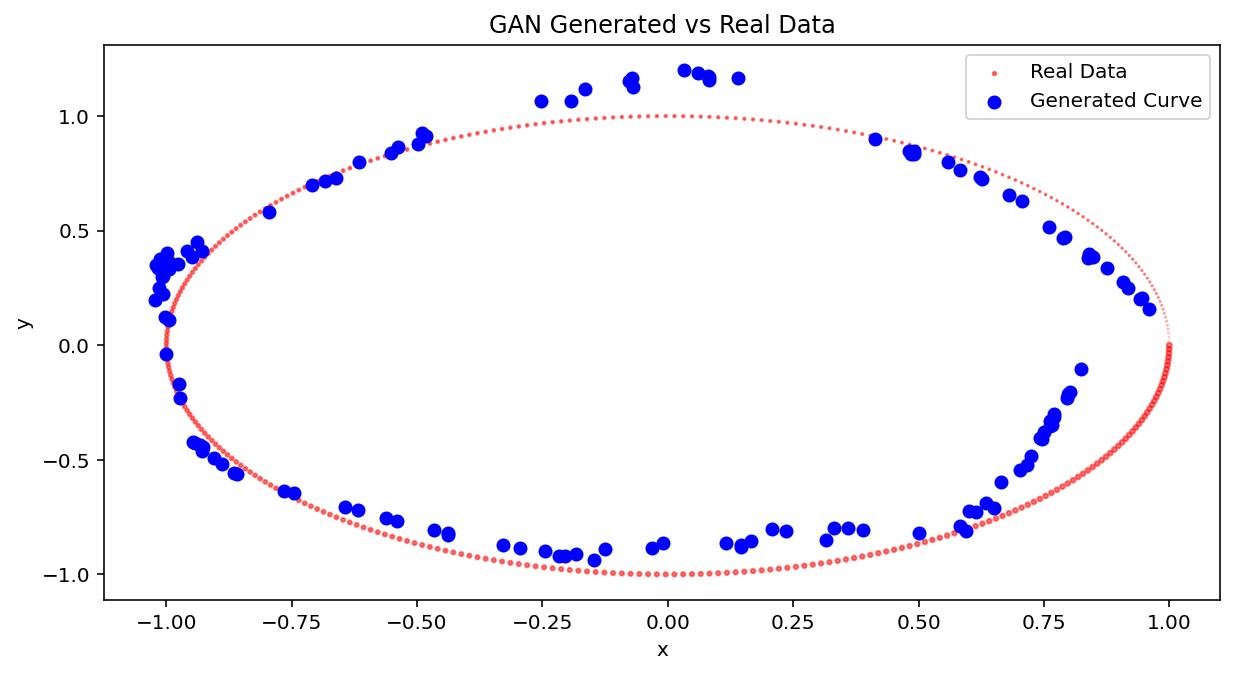 GAN Generated vs Real Data
Real Data
Generated Curve
1.0
0.5
0.0
−0.5
−1.0
y
−1.00 −0.75 −0.50 −0.25 0.00 0.25 0.50 0.75 1.00
x